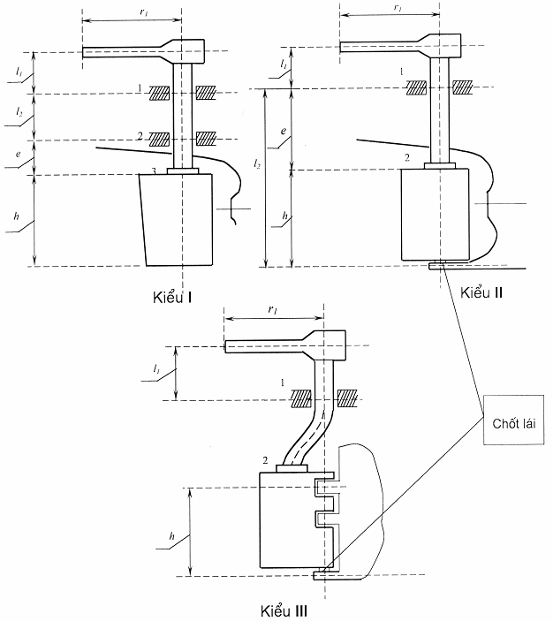 r1
l1
1
l2
2
e
3
h
Kiểu I
r1
l1
1
e
l2
2
h
Kiểu II
r1
l1
1
2
h
Kiểu III
Chốt lái